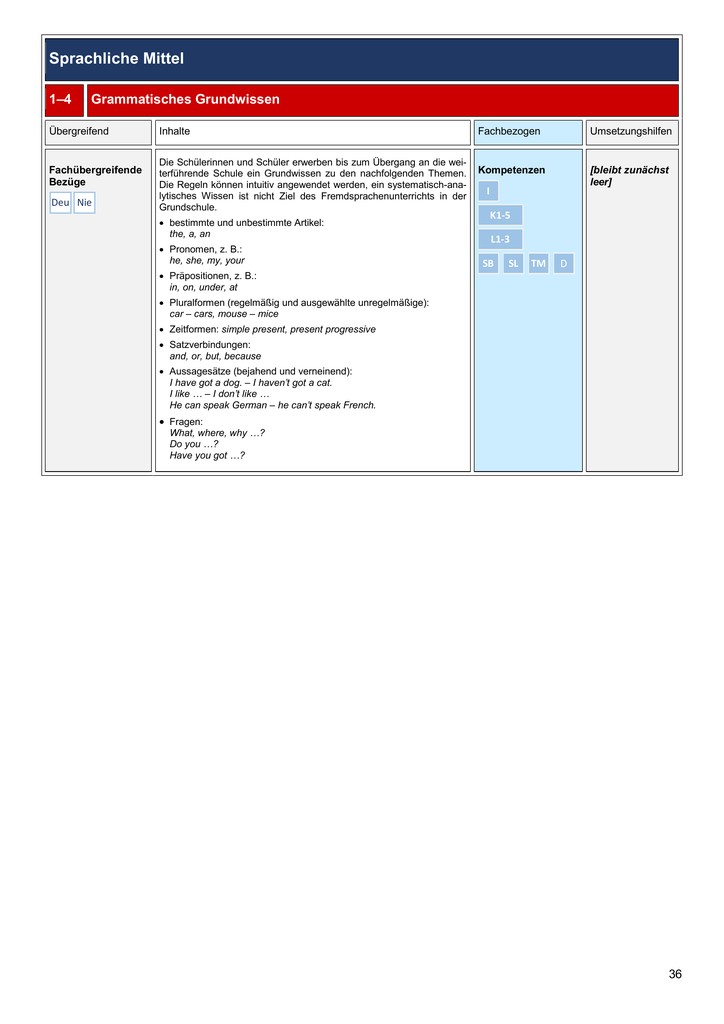 Sprachliche Mittel
1–4 Grammatisches Grundwissen
Übergreifend Inhalte Fachbezogen Umsetzungshilfen
Fachübergreifende
Bezüge
Deu Nie
Die Schülerinnen und Schüler erwerben bis zum Übergang an die wei-
terführende Schule ein Grundwissen zu den nachfolgenden Themen.
Die Regeln können intuitiv angewendet werden, ein systematisch-ana-
lytisches Wissen ist nicht Ziel des Fremdsprachenunterrichts in der
Grundschule.
• bestimmte und unbestimmte Artikel:
the, a, an
• Pronomen, z. B.:
he, she, my, your
• Präpositionen, z. B.:
in, on, under, at
• Pluralformen (regelmäßig und ausgewählte unregelmäßige):
car – cars, mouse – mice
• Zeitformen: simple present, present progressive
• Satzverbindungen:
and, or, but, because
• Aussagesätze (bejahend und verneinend):
I have got a dog. – I haven’t got a cat.
I like … – I don’t like …
He can speak German – he can’t speak French.
• Fragen:
What, where, why …?
Do you …?
Have you got …?
Kompetenzen
I
K1-5
L1-3
SB SL TM D
[bleibt zunächst
leer]
36